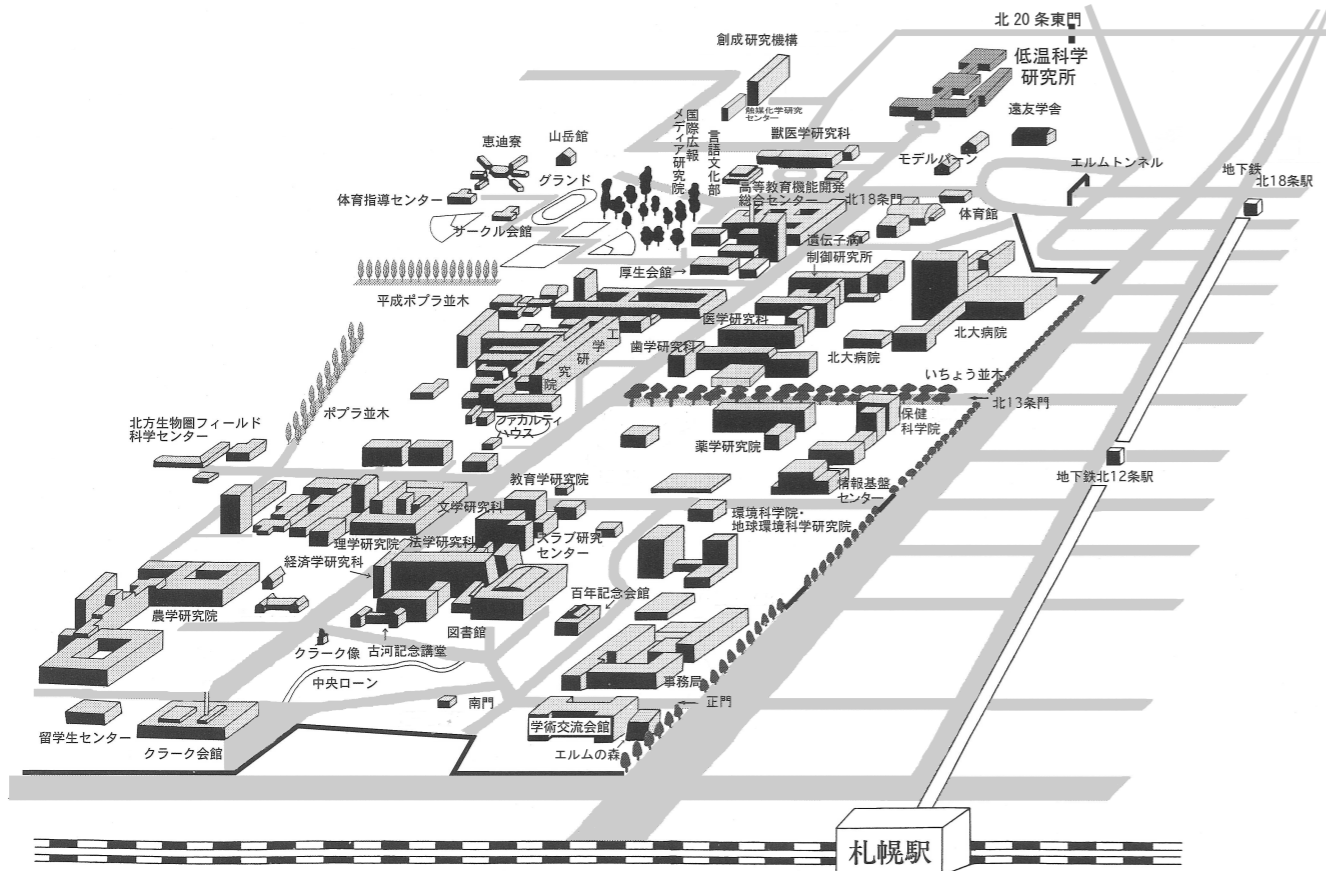 北20条東門
低温科学
研究所
創成研究機構
触媒化学研究
センター
遠友学舎
国際広報
メディア研究院
言語文化部
獣医学研究科
恵迪寮
山岳館
モデルバーン
エルムトンネル
地下鉄
北18条駅
グランド
体育指導センター
高等教育機能開発
総合センター
北18条門
体育館
サークル会館
遺伝子病
制御研究所
厚生会館→
平成ポプラ並木
医学研究科
北大病院
工学研究院
歯学研究科
北大病院
いちょう並木
←北13条門
ポプラ並木
北方生物圏フィールド
科学センター
ファカルティ
ハウス
保健
科学院
薬学研究院
地下鉄北12条駅
教育学研究院
情報基盤
センター
文学研究科
環境科学院・
地球環境科学研究院
理学研究院
法学研究科
スラブ研究
センター
経済学研究科
百年記念会館
農学研究院
図書館
クラーク像
古河記念講堂
中央ローン
事務局
南門
←正門
学術交流会館
留学生センター
クラーク会館
エルムの森
札幌駅